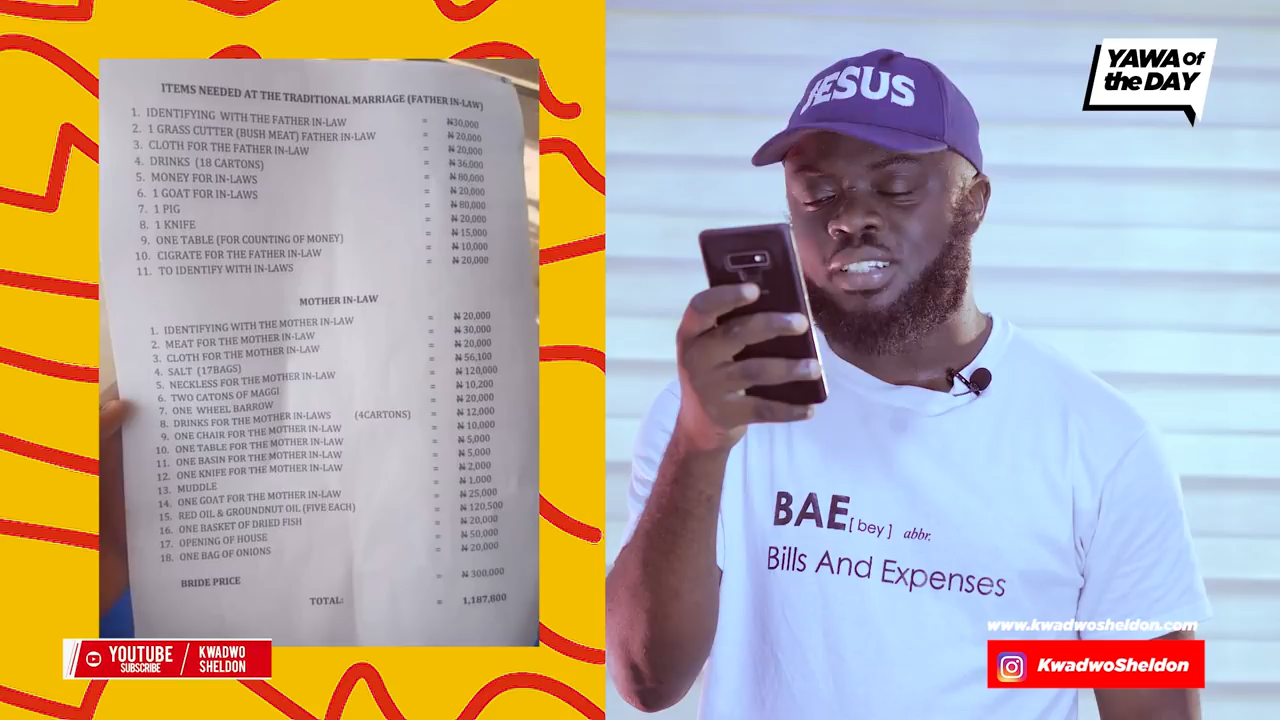 ITEMS NEEDED AT THE TRADITIONAL MARRIAGE (FATHER IN-LAW)
1. IDENTIFYING WITH THE FATHER IN-LAW = ₦30,000
2. 1 GRASS CUTTER (BUSH MEAT) FATHER IN-LAW = ₦20,000
3. CLOTH FOR THE FATHER IN-LAW = ₦20,000
4. DRINKS (18 CARTONS) = ₦36,000
5. MONEY FOR IN-LAWS = ₦80,000
6. 1 GOAT FOR IN-LAWS = ₦20,000
7. 1 PIG = ₦80,000
8. 1 KNIFE = ₦20,000
9. ONE TABLE (FOR COUNTING OF MONEY) = ₦15,000
10. CIGRATE FOR THE FATHER IN-LAW = ₦10,000
11. TO IDENTIFY WITH IN-LAWS = ₦20,000
MOTHER IN-LAW
1. IDENTIFYING WITH THE MOTHER IN-LAW = ₦20,000
2. MEAT FOR THE MOTHER IN-LAW = ₦30,000
3. CLOTH FOR THE MOTHER IN-LAW = ₦20,000
4. SALT (17BAGS) = ₦56,100
5. NECKLESS FOR THE MOTHER IN-LAW = ₦120,000
6. TWO CATONS OF MAGGI = ₦10,200
7. ONE WHEEL BARROW = ₦20,000
8. DRINKS FOR THE MOTHER IN-LAWS (4CARTONS) = ₦12,000
9. ONE CHAIR FOR THE MOTHER IN-LAW = ₦10,000
10. ONE TABLE FOR THE MOTHER IN-LAW = ₦5,000
11. ONE BASIN FOR THE MOTHER IN-LAW = ₦5,000
12. ONE KNIFE FOR THE MOTHER IN-LAW = ₦2,000
13. MUDDLE = ₦1,000
14. ONE GOAT FOR THE MOTHER IN-LAW = ₦25,000
15. RED OIL & GROUNDNUT OIL (FIVE EACH) = ₦120,500
16. ONE BASKET OF DRIED FISH = ₦20,000
17. OPENING OF HOUSE = ₦50,000
18. ONE BAG OF ONIONS = ₦20,000
BRIDE PRICE = ₦300,000
TOTAL: = 1,187,800
YOUTUBE
SUBSCRIBE
KWADWO
SHELDON
YAWA of
the DAY
JESUS
BAE [ bey ] abbr.
Bills And Expenses
www.kwadwosheldon.com
KwadwoSheldon